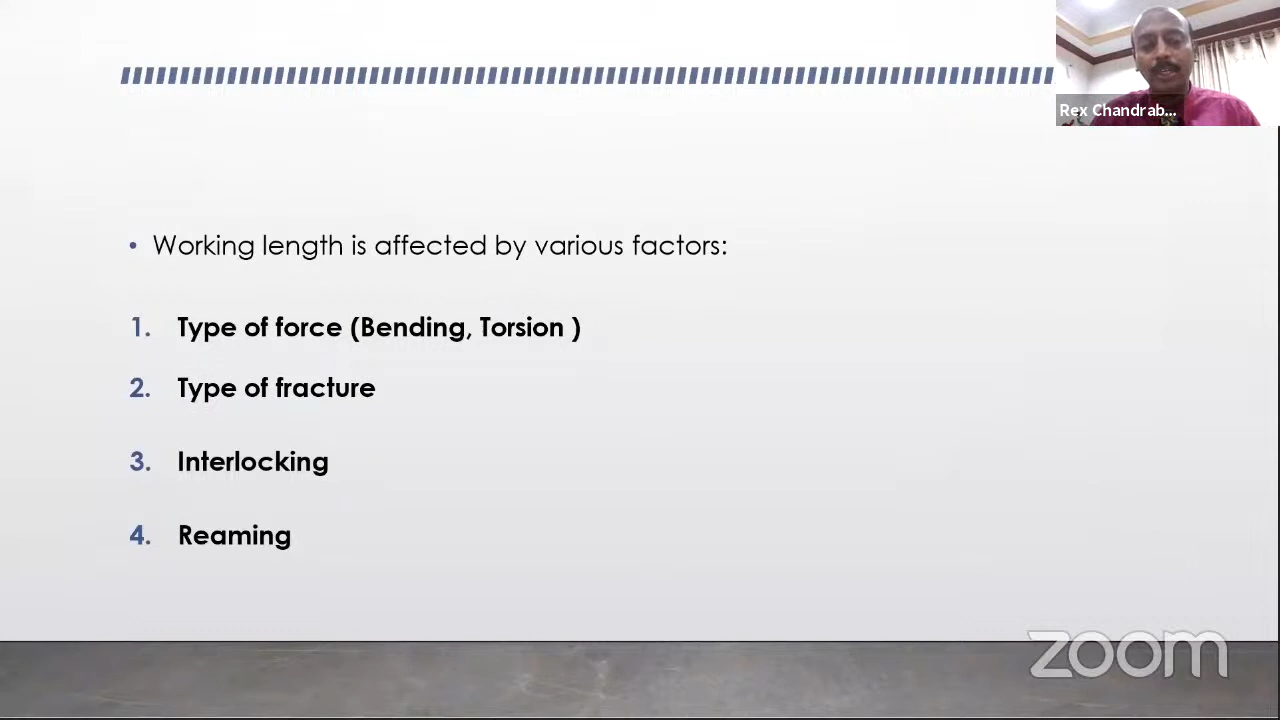 Rex Chandrab...
• Working length is affected by various factors:
1. Type of force (Bending, Torsion )
2. Type of fracture
3. Interlocking
4. Reaming
zoom